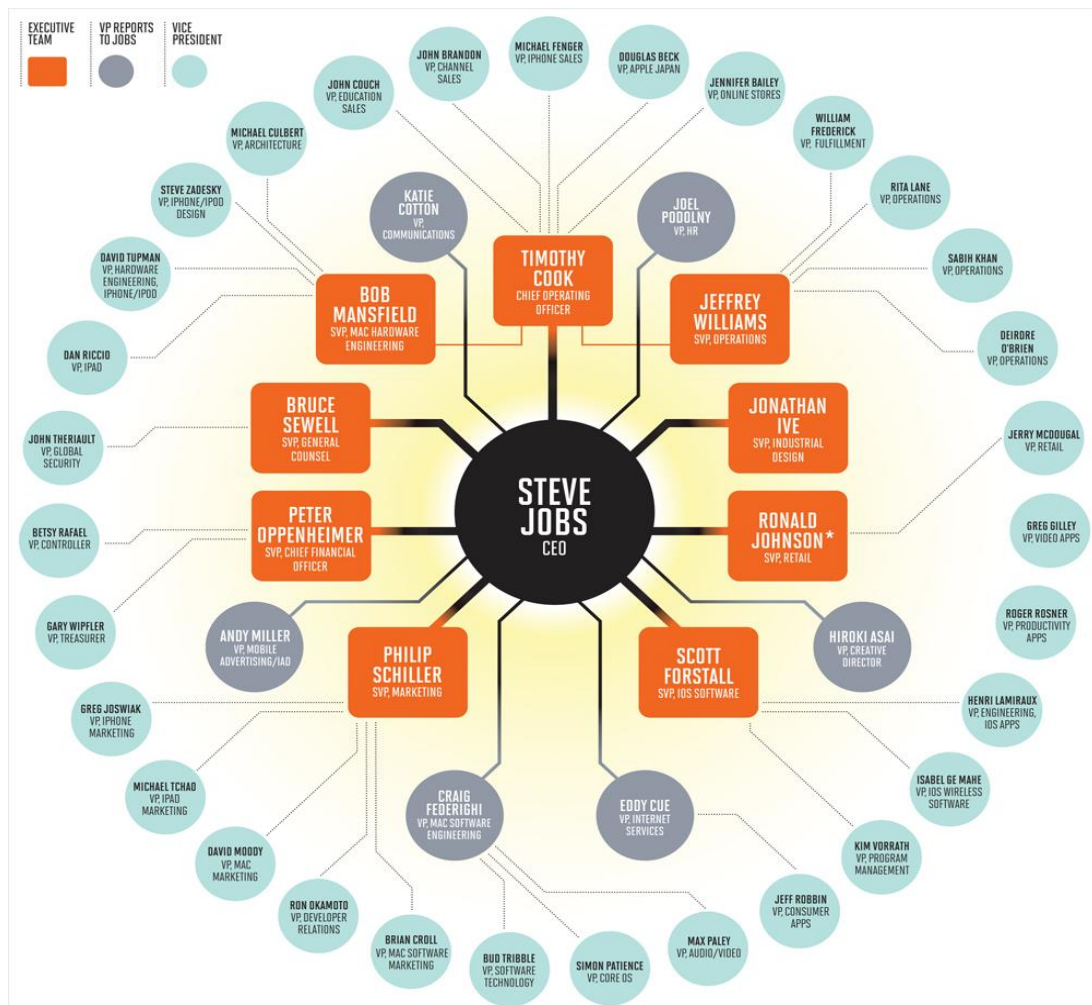 EXECUTIVE
TEAM
VP REPORTS
TO JOBS
VICE
PRESIDENT
MICHAEL FENGER
VP, IPHONE SALES
JOHN BRANDON
VP, CHANNEL
SALES
DOUGLAS BECK
VP, APPLE JAPAN
JOHN COUCH
VP, EDUCATION
SALES
JENNIFER BAILEY
VP, ONLINE STORES
MICHAEL CULBERT
VP, ARCHITECTURE
WILLIAM
FREDERICK
VP, FULFILLMENT
STEVE ZADESKY
VP, IPHONE/IPOD
DESIGN
KATIE
COTTON
VP,
COMMUNICATIONS
JOEL
PODOLNY
VP, HR
RITA LANE
VP, OPERATIONS
DAVID TUPMAN
VP, HARDWARE
ENGINEERING,
IPHONE/IPOD
TIMOTHY
COOK
CHIEF OPERATING
OFFICER
SABIH KHAN
VP, OPERATIONS
BOB
MANSFIELD
SVP, MAC HARDWARE
ENGINEERING
JEFFREY
WILLIAMS
SVP, OPERATIONS
DAN RICCIO
VP, IPAD
DEIRDRE
O'BRIEN
VP, OPERATIONS
BRUCE
SEWELL
SVP, GENERAL
COUNSEL
JONATHAN
IVE
SVP, INDUSTRIAL
DESIGN
JOHN THERIAULT
VP, GLOBAL
SECURITY
JERRY MCDOUGAL
VP, RETAIL
STEVE
JOBS
CEO
PETER
OPPENHEIMER
SVP, CHIEF FINANCIAL
OFFICER
RONALD
JOHNSON*
SVP, RETAIL
BETSY RAFAEL
VP, CONTROLLER
GREG GILLEY
VP, VIDEO APPS
GARY WIPFLER
VP, TREASURER
ANDY MILLER
VP, MOBILE
ADVERTISING/IAD
HIROKI ASAI
VP, CREATIVE
DIRECTOR
ROGER ROSNER
VP, PRODUCTIVITY
APPS
PHILIP
SCHILLER
SVP, MARKETING
SCOTT
FORSTALL
SVP, IOS SOFTWARE
GREG JOSWIAK
VP, IPHONE
MARKETING
HENRI LAMIRAUX
VP, ENGINEERING,
IOS APPS
MICHAEL TCHAO
VP, IPAD
MARKETING
CRAIG
FEDERIGHI
VP, MAC SOFTWARE
ENGINEERING
EDDY CUE
VP, INTERNET
SERVICES
ISABEL GE MAHE
VP, IOS WIRELESS
SOFTWARE
DAVID MOODY
VP, MAC
MARKETING
KIM VORRATH
VP, PROGRAM
MANAGEMENT
RON OKAMOTO
VP, DEVELOPER
RELATIONS
JEFF ROBBIN
VP, CONSUMER
APPS
BRIAN CROLL
VP, MAC SOFTWARE
MARKETING
BUD TRIBBLE
VP, SOFTWARE
TECHNOLOGY
SIMON PATIENCE
VP, CORE OS
MAX PALEY
VP, AUDIO/VIDEO